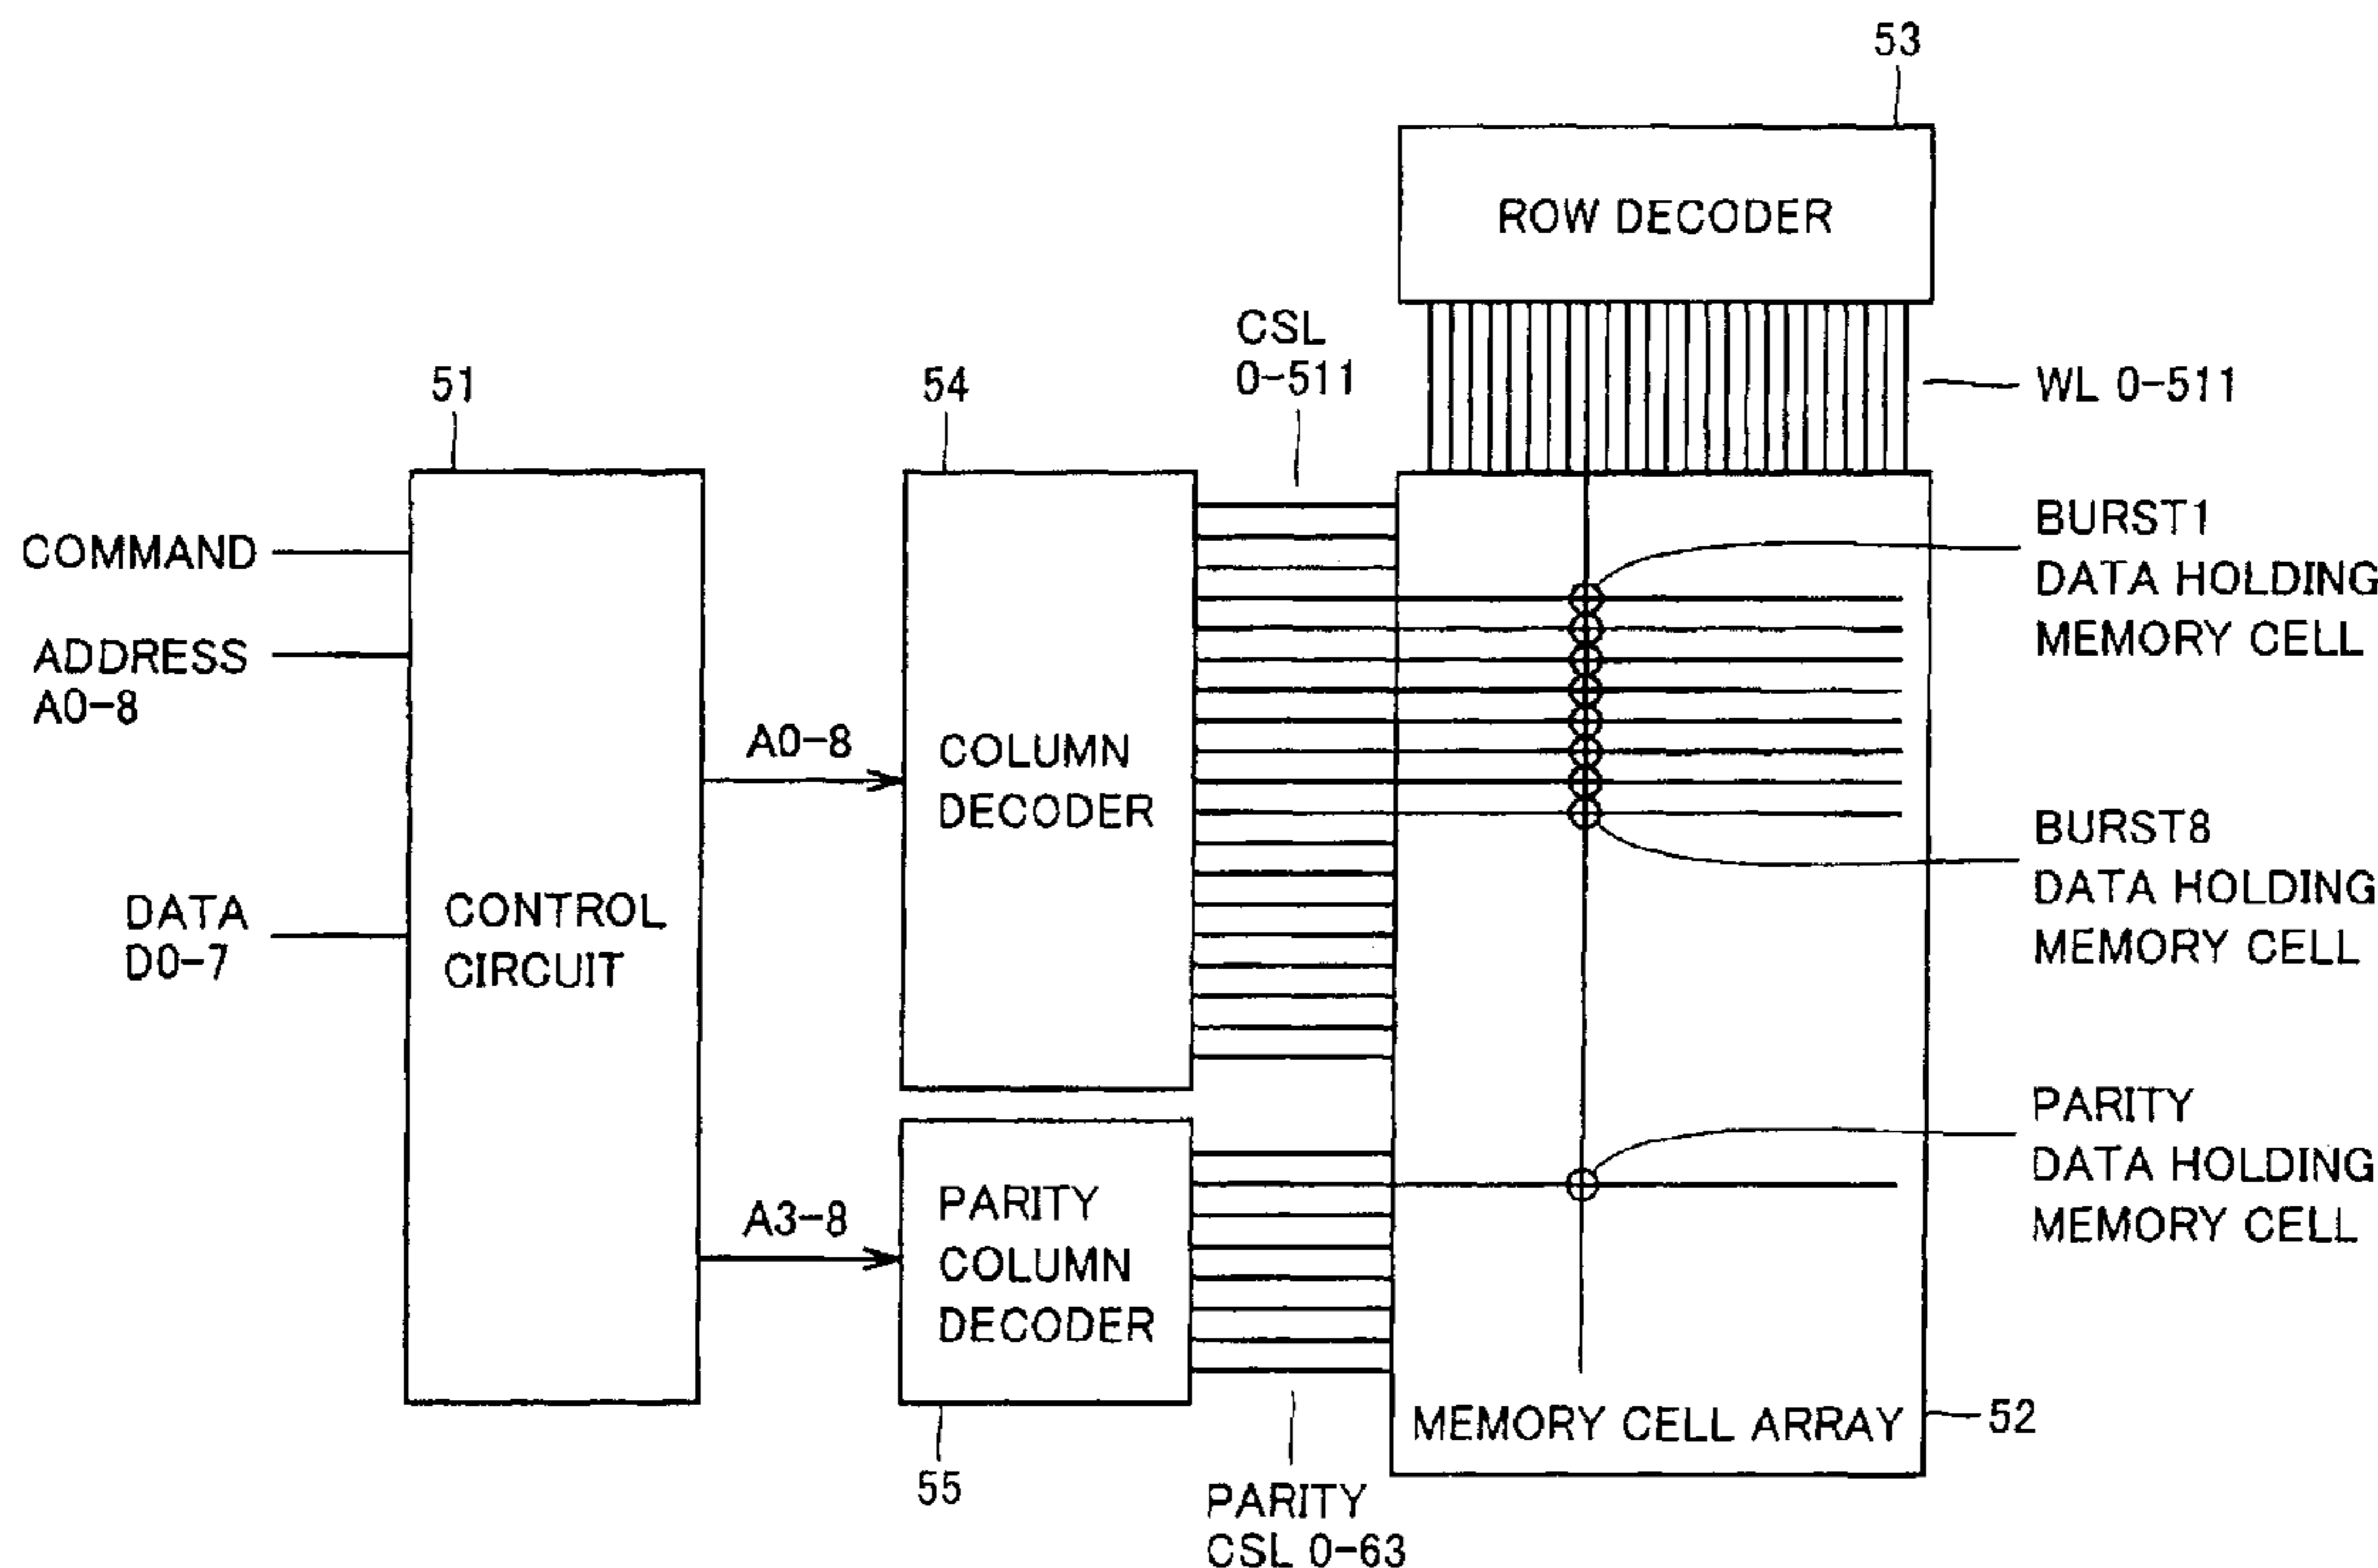 53
ROW DECODER
CSL
0-511
WL 0-511
51
54
COMMAND
ADDRESS
A0-8
DATA
D0-7
CONTROL
CIRCUIT
A0-8
COLUMN
DECODER
BURST1
DATA HOLDING
MEMORY CELL
BURST8
DATA HOLDING
MEMORY CELL
A3-8
PARITY
COLUMN
DECODER
PARITY
DATA HOLDING
MEMORY CELL
MEMORY CELL ARRAY
52
55
PARITY
CSL 0-63